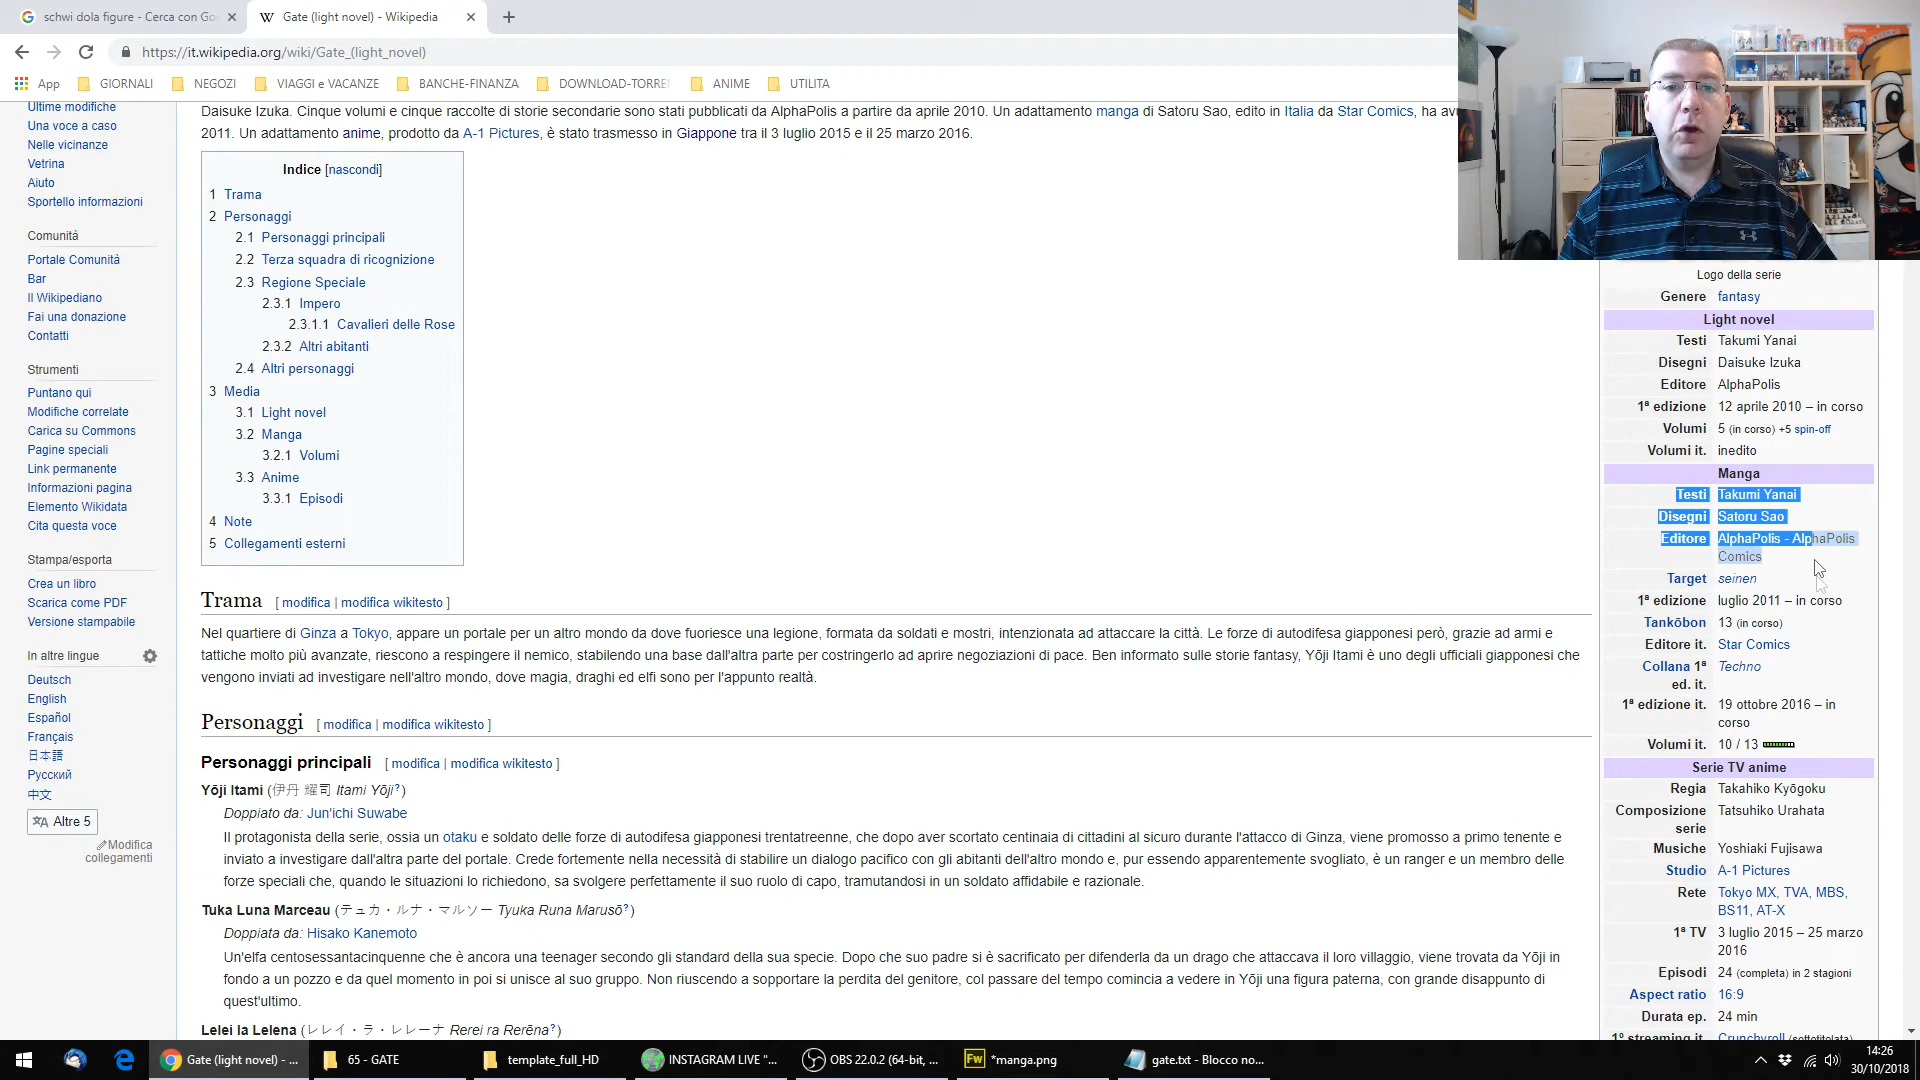 schwi dola figure - Cerca con Go
Gate (light novel) - Wikipedia
https://it.wikipedia.org/wiki/Gate_(light_novel)
App
GIORNALI
NEGOZI
VIAGGI e VACANZE
BANCHE-FINANZA
DOWNLOAD-TORRE
ANIME
UTILITA
Ultime modifiche
Una voce a caso
Nelle vicinanze
Vetrina
Aiuto
Sportello informazioni
Comunità
Portale Comunità
Bar
Il Wikipediano
Fai una donazione
Contatti
Strumenti
Puntano qui
Modifiche correlate
Carica su Commons
Pagine speciali
Link permanente
Informazioni pagina
Elemento Wikidata
Cita questa voce
Stampa/esporta
Crea un libro
Scarica come PDF
Versione stampabile
In altre lingue
Deutsch
English
Español
Français
日本語
Русский
中文
Altre 5
Modifica
collegamenti
Daisuke Izuka. Cinque volumi e cinque raccolte di storie secondarie sono stati pubblicati da AlphaPolis a partire da aprile 2010. Un adattamento manga di Satoru Sao, edito in Italia da Star Comics, ha av
2011. Un adattamento anime, prodotto da A-1 Pictures, è stato trasmesso in Giappone tra il 3 luglio 2015 e il 25 marzo 2016.
Indice [nascondi]
1 Trama
2 Personaggi
2.1 Personaggi principali
2.2 Terza squadra di ricognizione
2.3 Regione Speciale
2.3.1 Impero
2.3.1.1 Cavalieri delle Rose
2.3.2 Altri abitanti
2.4 Altri personaggi
3 Media
3.1 Light novel
3.2 Manga
3.2.1 Volumi
3.3 Anime
3.3.1 Episodi
4 Note
5 Collegamenti esterni
Trama [ modifica | modifica wikitesto ]
Nel quartiere di Ginza a Tokyo, appare un portale per un altro mondo da dove fuoriesce una legione, formata da soldati e mostri, intenzionata ad attaccare la città. Le forze di autodifesa giapponesi però, grazie ad armi e
tattiche molto più avanzate, riescono a respingere il nemico, stabilendo una base dall'altra parte per costringerlo ad aprire negoziazioni di pace. Ben informato sulle storie fantasy, Yōji Itami è uno degli ufficiali giapponesi che
vengono inviati ad investigare nell'altro mondo, dove magia, draghi ed elfi sono per l'appunto realtà.
Personaggi [ modifica | modifica wikitesto ]
Personaggi principali [ modifica | modifica wikitesto ]
Yōji Itami (伊丹 耀司 Itami Yōji?)
Doppiato da: Jun'ichi Suwabe
Il protagonista della serie, ossia un otaku e soldato delle forze di autodifesa giapponesi trentatreenne, che dopo aver scortato centinaia di cittadini al sicuro durante l'attacco di Ginza, viene promosso a primo tenente e
inviato a investigare dall'altra parte del portale. Crede fortemente nella necessità di stabilire un dialogo pacifico con gli abitanti dell'altro mondo e, pur essendo apparentemente svogliato, è un ranger e un membro delle
forze speciali che, quando le situazioni lo richiedono, sa svolgere perfettamente il suo ruolo di capo, tramutandosi in un soldato affidabile e razionale.
Tuka Luna Marceau (テュカ・ルナ・マルソー Tyuka Runa Marusō?)
Doppiata da: Hisako Kanemoto
Un'elfa centosessantacinquenne che è ancora una teenager secondo gli standard della sua specie. Dopo che suo padre si è sacrificato per difenderla da un drago che attaccava il loro villaggio, viene trovata da Yōji in
fondo a un pozzo e da quel momento in poi si unisce al suo gruppo. Non riuscendo a sopportare la perdita del genitore, col passare del tempo comincia a vedere in Yōji una figura paterna, con grande disappunto di
quest'ultimo.
Lelei la Lelena (レレイ・ラ・レレーナ Rerei ra Rerēna?)
Logo della serie
Genere fantasy
Light novel
Testi Takumi Yanai
Disegni Daisuke Izuka
Editore AlphaPolis
1ª edizione 12 aprile 2010 – in corso
Volumi 5 (in corso) +5 spin-off
Volumi it. inedito
Manga
Testi Takumi Yanai
Disegni Satoru Sao
Editore AlphaPolis - AlphaPolis
Comics
Target seinen
1ª edizione luglio 2011 – in corso
Tankōbon 13 (in corso)
Editore it. Star Comics
Collana 1ª Techno
ed. it.
1ª edizione it. 19 ottobre 2016 – in
corso
Volumi it. 10 / 13
Serie TV anime
Regia Takahiko Kyōgoku
Composizione Tatsuhiko Urahata
serie
Musiche Yoshiaki Fujisawa
Studio A-1 Pictures
Rete Tokyo MX, TVA, MBS,
BS11, AT-X
1ª TV 3 luglio 2015 – 25 marzo
2016
Episodi 24 (completa) in 2 stagioni
Aspect ratio 16:9
Durata ep. 24 min
1º streaming it. Crunchyroll (sottotitolata)
Gate (light novel) - ...
65 - GATE
template_full_HD
INSTAGRAM LIVE "...
OBS 22.0.2 (64-bit, ...
Fw *manga.png
gate.txt - Blocco no...
14:26
30/10/2018